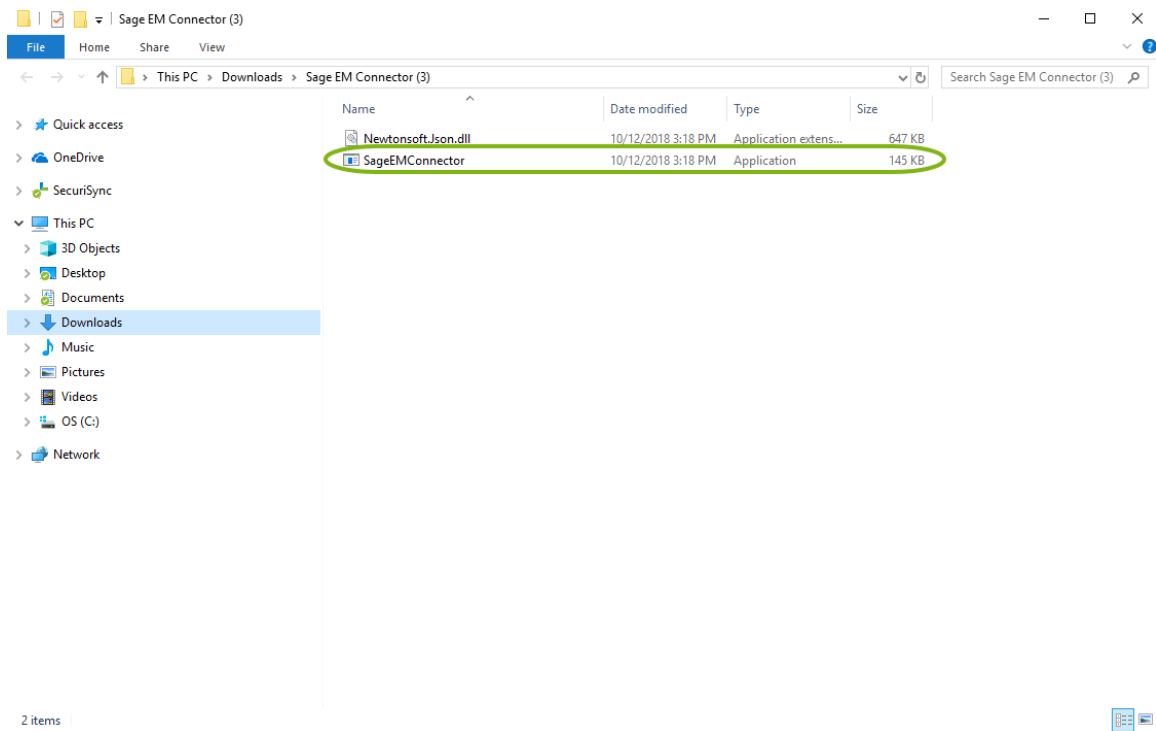 Sage EM Connector (3)
File Home Share View
This PC Downloads Sage EM Connector (3) Search Sage EM Connector (3)
Name Date modified Type Size
Quick access
Newtonsoft.Json.dll 10/12/2018 3:18 PM Application extens... 647 KB
SageEMConnector 10/12/2018 3:18 PM Application 145 KB
OneDrive
SecuriSync
This PC
3D Objects
Desktop
Documents
Downloads
Music
Pictures
Videos
OS (C:)
Network
2 items